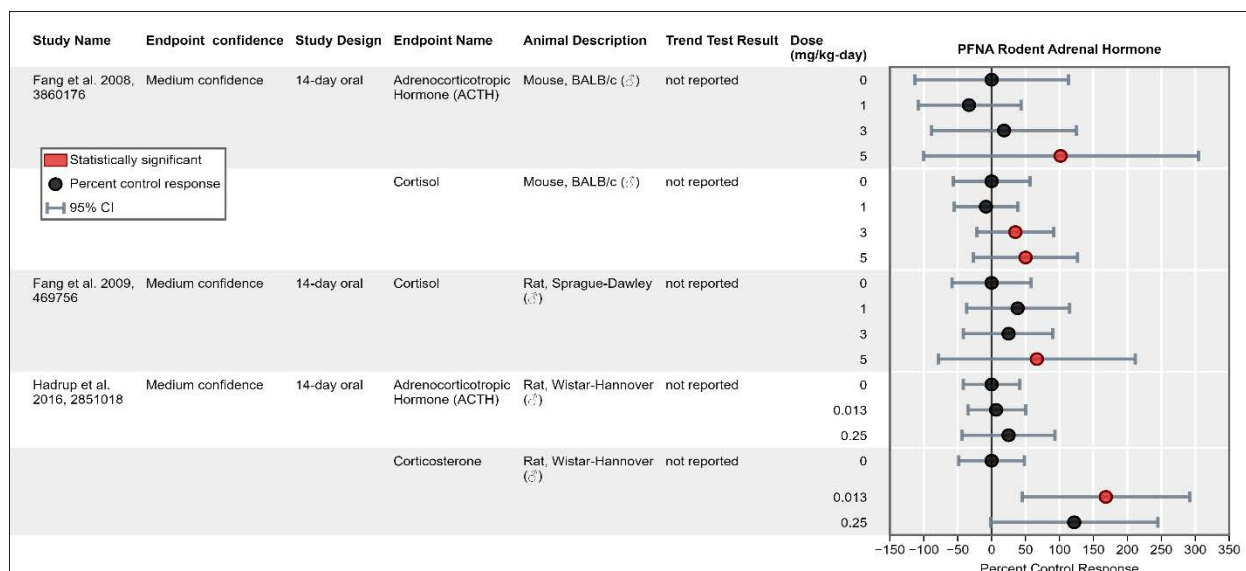 Study Name Endpoint confidence Study Design Endpoint Name Animal Description Trend Test Result Dose
(mg/kg-day)
PFNA Rodent Adrenal Hormone
Fang et al. 2008, Medium confidence 14-day oral Adrenocorticotropic Mouse, BALB/c (♂) not reported 0
3860176 Hormone (ACTH)
1
3
5
Statistically significant
Percent control response
95% CI
Cortisol Mouse, BALB/c (♂) not reported 0
1
3
5
Fang et al. 2009, Medium confidence 14-day oral Cortisol Rat, Sprague-Dawley not reported 0
469756 (♂)
1
3
5
Hadrup et al. Medium confidence 14-day oral Adrenocorticotropic Rat, Wistar-Hannover not reported 0
2016, 2851018 Hormone (ACTH) (♂)
0.013
0.25
Corticosterone Rat, Wistar-Hannover not reported 0
(♂)
0.013
0.25
−150 −100 −50 0 50 100 150 200 250 300 350
Percent Control Response